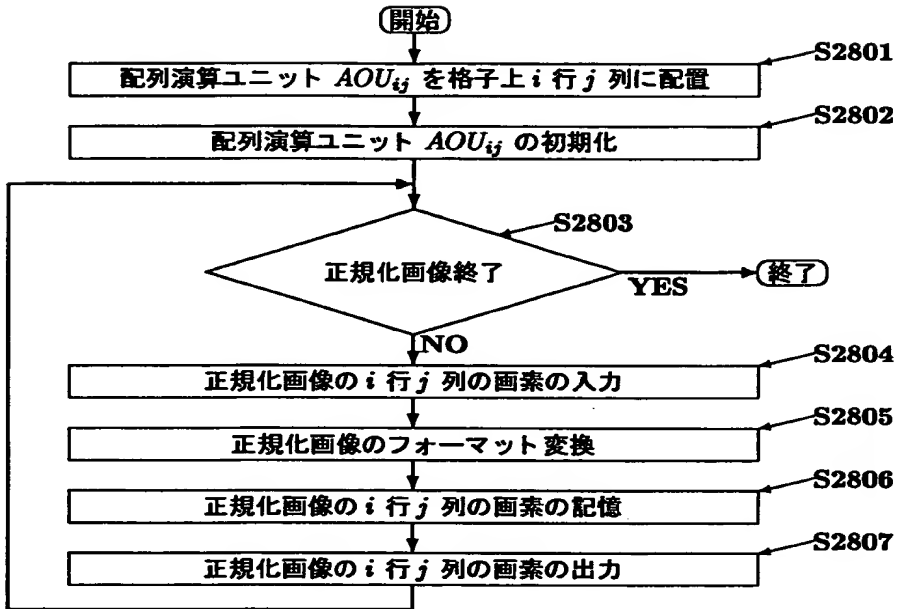 開始
S2801
配列演算ユニット AOU_ij を格子上 i 行 j 列に配置
S2802
配列演算ユニット AOU_ij の初期化
S2803
正規化画像終了
YES
終了
NO
S2804
正規化画像の i 行 j 列の画素の入力
S2805
正規化画像のフォーマット変換
S2806
正規化画像の i 行 j 列の画素の記憶
S2807
正規化画像の i 行 j 列の画素の出力